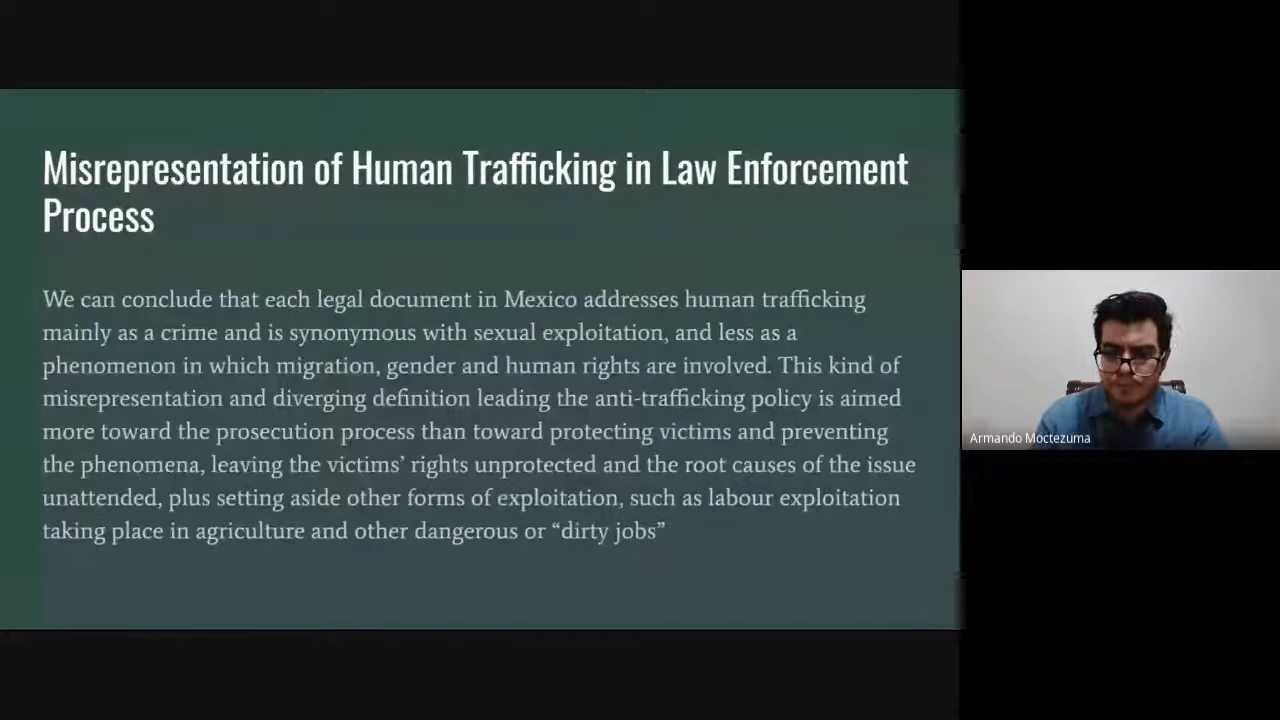 Misrepresentation of Human Trafficking in Law Enforcement
Process
We can conclude that each legal document in Mexico addresses human trafficking
mainly as a crime and is synonymous with sexual exploitation, and less as a
phenomenon in which migration, gender and human rights are involved. This kind of
misrepresentation and diverging definition leading the anti-trafficking policy is aimed
more toward the prosecution process than toward protecting victims and preventing
the phenomena, leaving the victims’ rights unprotected and the root causes of the issue
unattended, plus setting aside other forms of exploitation, such as labour exploitation
taking place in agriculture and other dangerous or “dirty jobs”
Armando Moctezuma